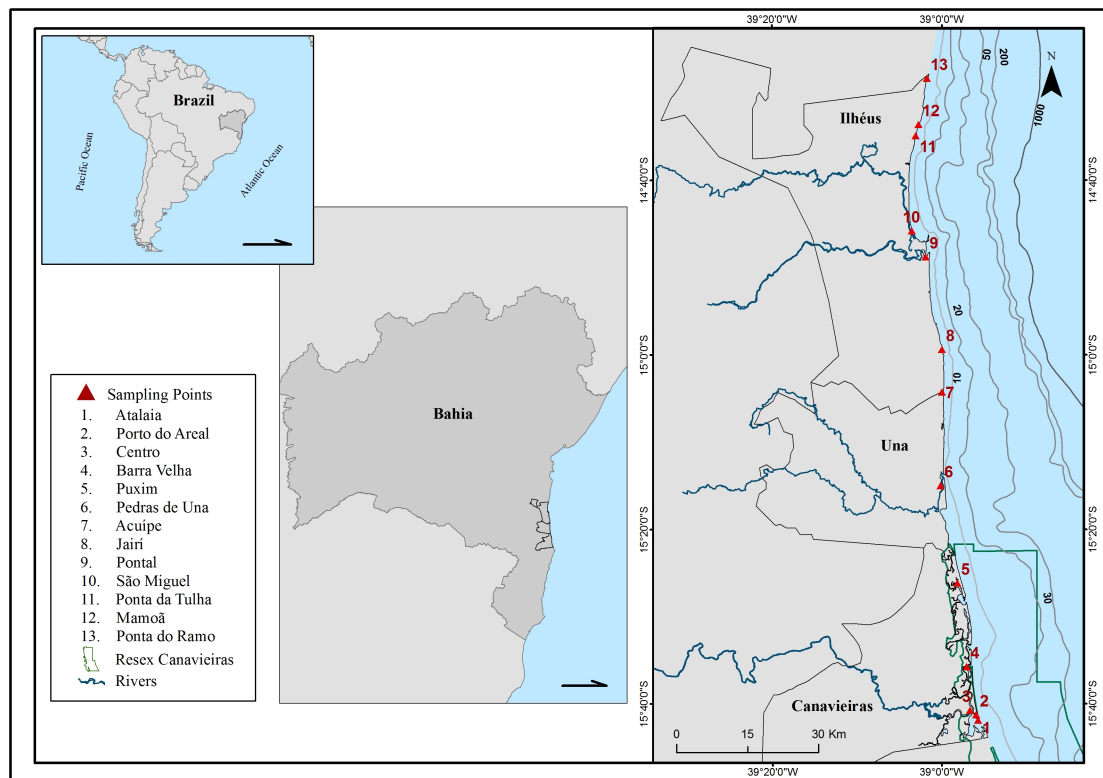 Brazil
Pacific Ocean
Atlantic Ocean
Bahia
Sampling Points
1. Atalaia
2. Porto do Areal
3. Centro
4. Barra Velha
5. Puxim
6. Pedras de Una
7. Acuípe
8. Jairí
9. Pontal
10. São Miguel
11. Ponta da Tulha
12. Mamoã
13. Ponta do Ramo
Resex Canavieiras
Rivers
39°20'0"W 39°0'0"W
50 200
N
13
1000
12
Ilhéus
11
14°40'0"S 14°40'0"S
10
9
20
8
15°0'0"S 15°0'0"S
10
7
Una
6
15°20'0"S 15°20'0"S
5
30
4
3 2
15°40'0"S 15°40'0"S
Canavieiras
1
0 15 30 Km
39°20'0"W 39°0'0"W